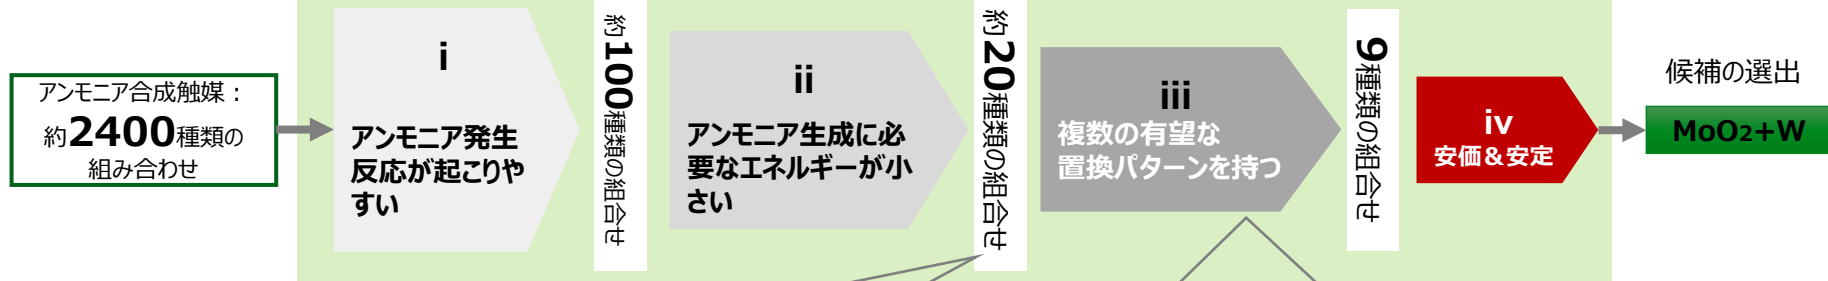 アンモニア合成触媒：
約2400種類の
組み合わせ
i
アンモニア発生
反応が起こりや
すい
約100種類の組合せ
ii
アンモニア生成に必
要なエネルギーが小
さい
約20種類の組合せ
iii
複数の有望な
置換パターンを持つ
9種類の組合せ
iv
安価＆安定
候補の選出
MoO2+W